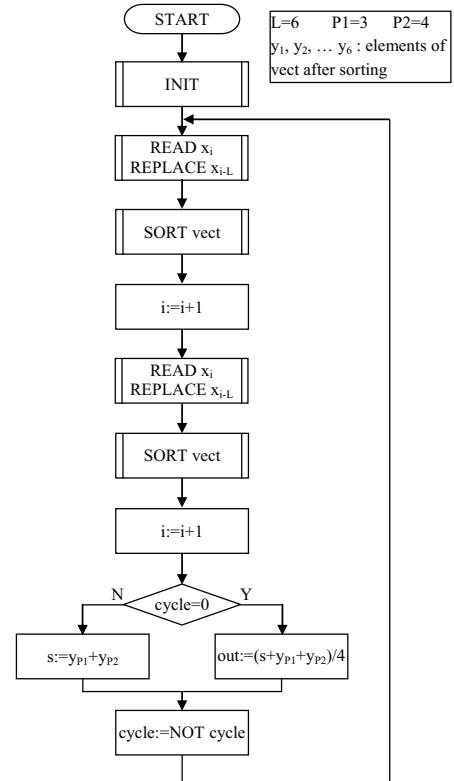 START
L=6 P1=3 P2=4
y₁, y₂, … y₆ : elements of
vect after sorting
INIT
READ xᵢ
REPLACE xᵢ₋L
SORT vect
i:=i+1
READ xᵢ
REPLACE xᵢ₋L
SORT vect
i:=i+1
N cycle=0 Y
s:=yP1+yP2
out:=(s+yP1+yP2)/4
cycle:=NOT cycle